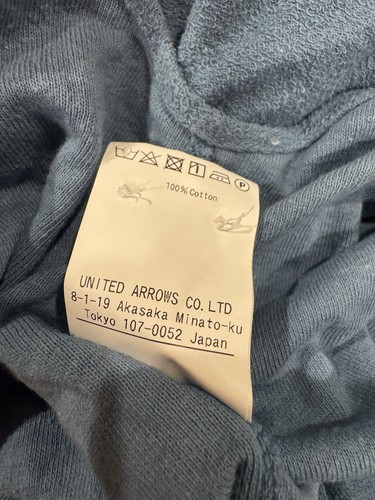 100% Cotton
UNITED ARROWS CO. LTD
8-1-19 Akasaka Minato-ku
Tokyo 107-0052 Japan